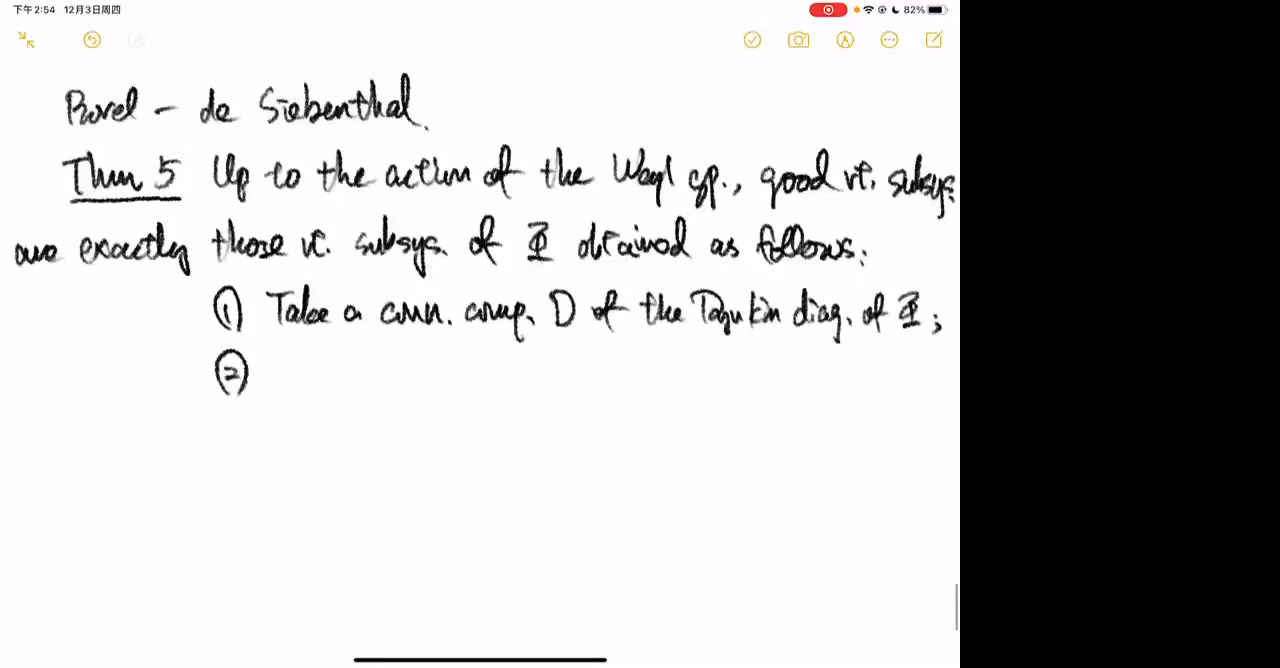 下午2:54 12月3日周四
82%
Borel - de Siebenthal.
Thm 5 Up to the action of the Weyl gp., good rt. subsys.
are exactly those rt. subsys. of Φ obtained as follows:
① Take a conn. comp. D of the Dynkin diag. of Φ;
②